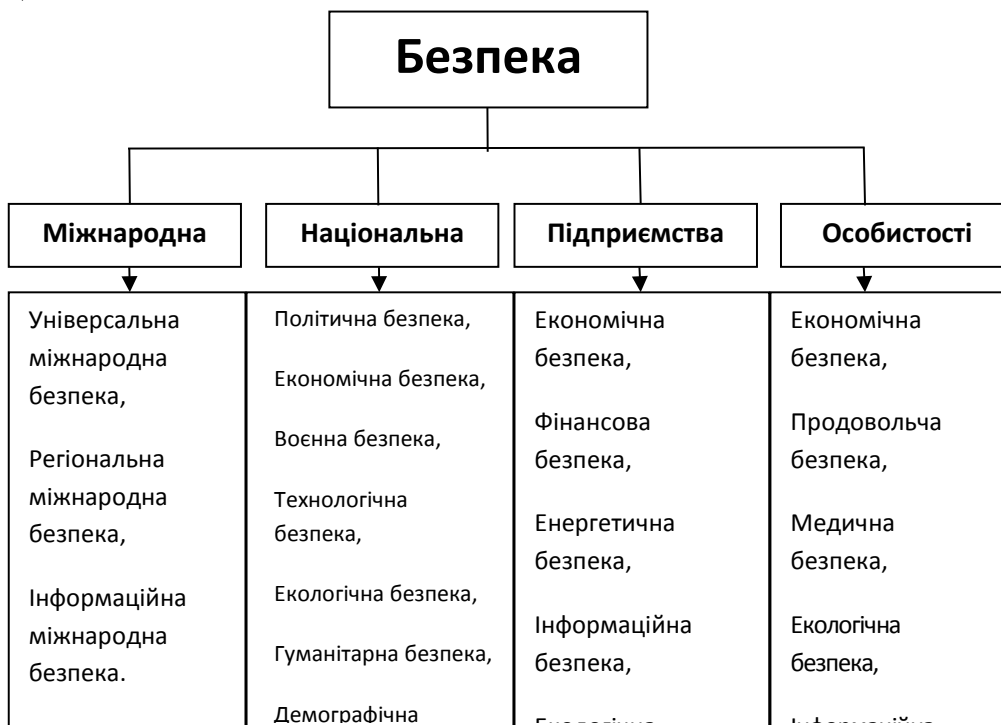 Безпека
Міжнародна
Національна
Підприємства
Особистості
Універсальна
міжнародна
безпека,
Регіональна
міжнародна
безпека,
Інформаційна
міжнародна
безпека.
Політична безпека,
Економічна безпека,
Воєнна безпека,
Технологічна
безпека,
Екологічна безпека,
Гуманітарна безпека,
Демографічна
Економічна
безпека,
Фінансова
безпека,
Енергетична
безпека,
Інформаційна
безпека,
Економічна
безпека,
Продовольча
безпека,
Медична
безпека,
Екологічна
безпека,